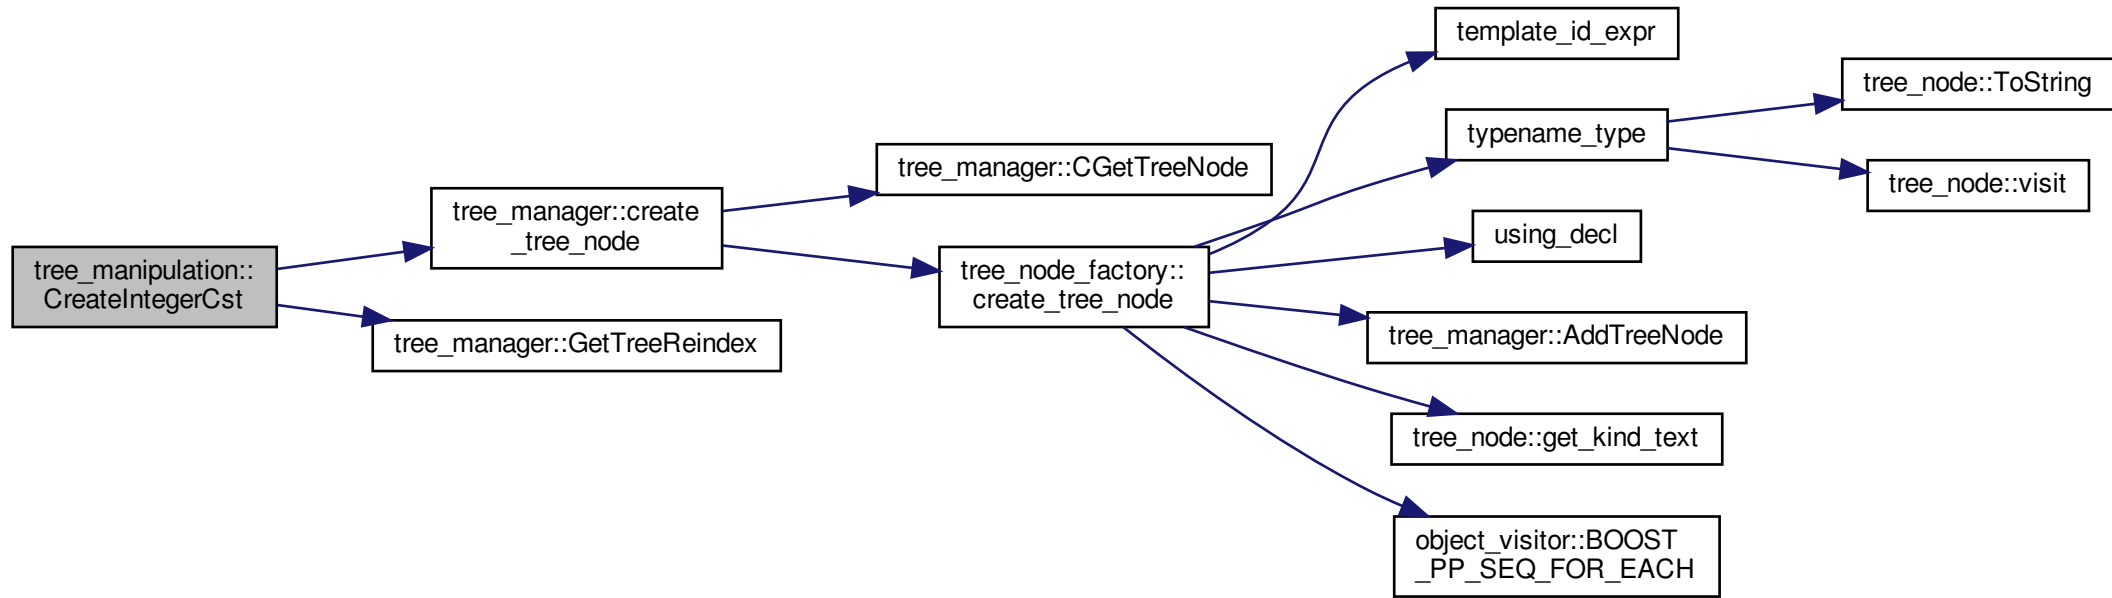 tree_manipulation::
CreateIntegerCst
tree_manager::create
_tree_node
tree_manager::GetTreeReindex
tree_manager::CGetTreeNode
tree_node_factory::
create_tree_node
template_id_expr
typename_type
using_decl
tree_manager::AddTreeNode
tree_node::get_kind_text
object_visitor::BOOST
_PP_SEQ_FOR_EACH
tree_node::ToString
tree_node::visit